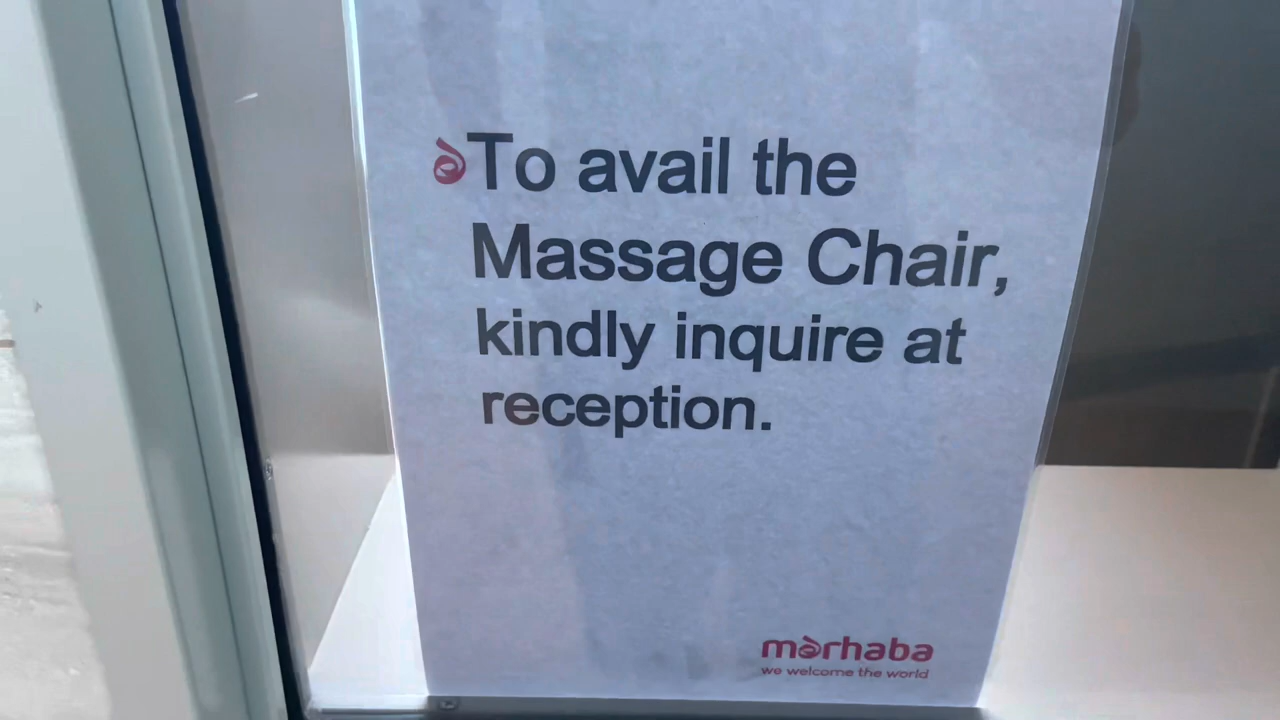 To avail the
Massage Chair,
kindly inquire at
reception.
marhaba
we welcome the world